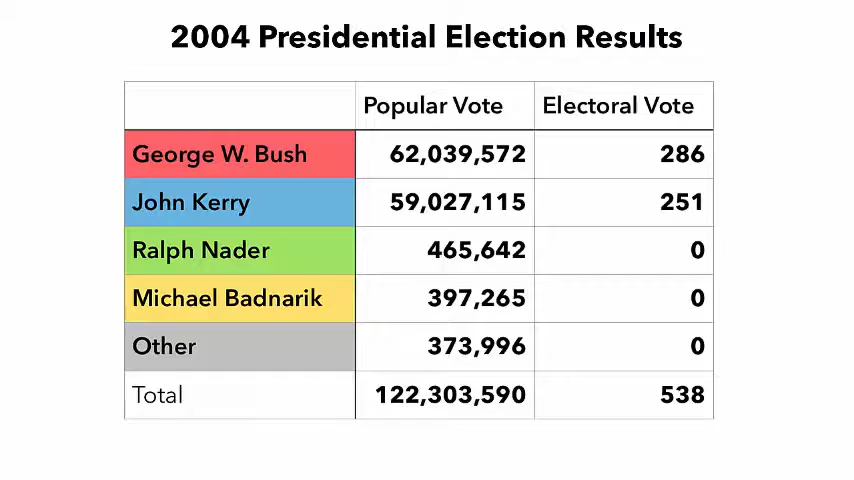 2004 Presidential Election Results
Popular Vote Electoral Vote
George W. Bush 62,039,572 286
John Kerry 59,027,115 251
Ralph Nader 465,642 0
Michael Badnarik 397,265 0
Other 373,996 0
Total 122,303,590 538